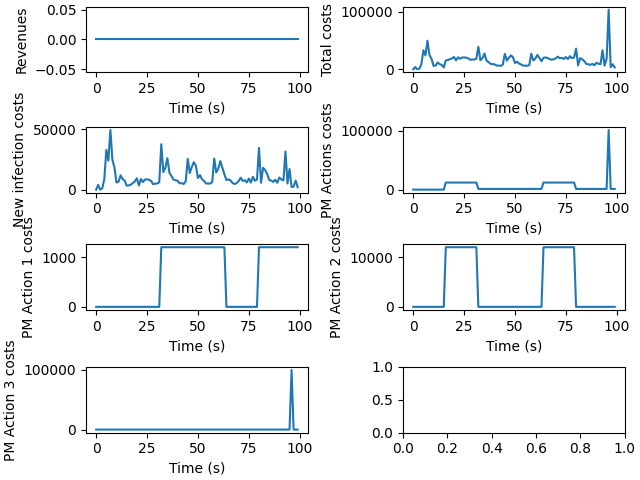 Revenues
0.05
0.00
−0.05
0 25 50 75 100
Time (s)
Total costs
100000
0
0 25 50 75 100
Time (s)
New infection costs
50000
0
0 25 50 75 100
Time (s)
PM Actions costs
100000
0
0 25 50 75 100
Time (s)
PM Action 1 costs
1000
0
0 25 50 75 100
Time (s)
PM Action 2 costs
10000
0
0 25 50 75 100
Time (s)
PM Action 3 costs
100000
0
0 25 50 75 100
Time (s)
1.0
0.5
0.0
0.0 0.2 0.4 0.6 0.8 1.0